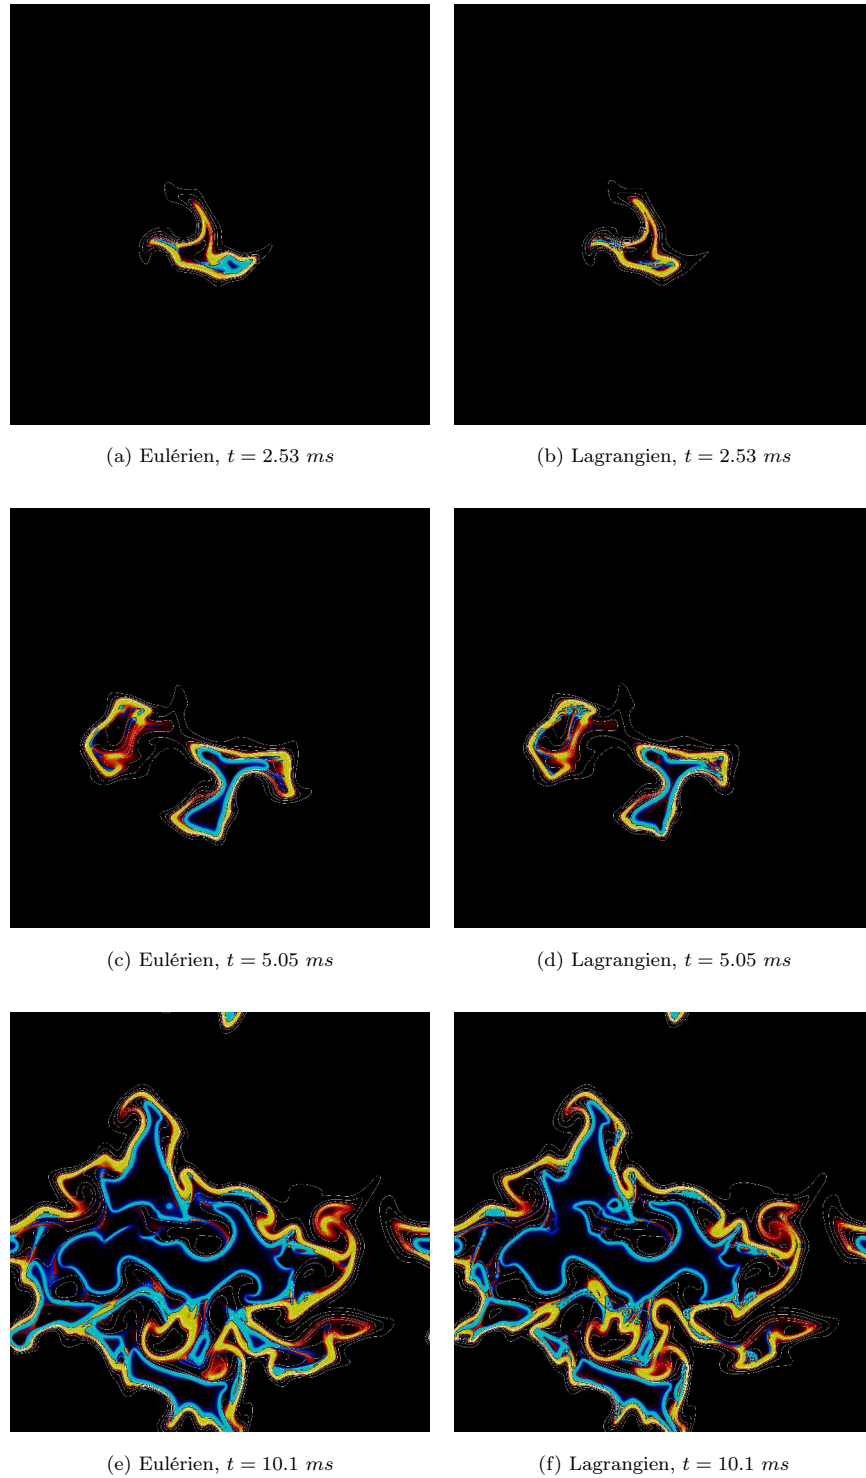 (a) Eulérien, t = 2.53 ms
(b) Lagrangien, t = 2.53 ms
(c) Eulérien, t = 5.05 ms
(d) Lagrangien, t = 5.05 ms
(e) Eulérien, t = 10.1 ms
(f) Lagrangien, t = 10.1 ms